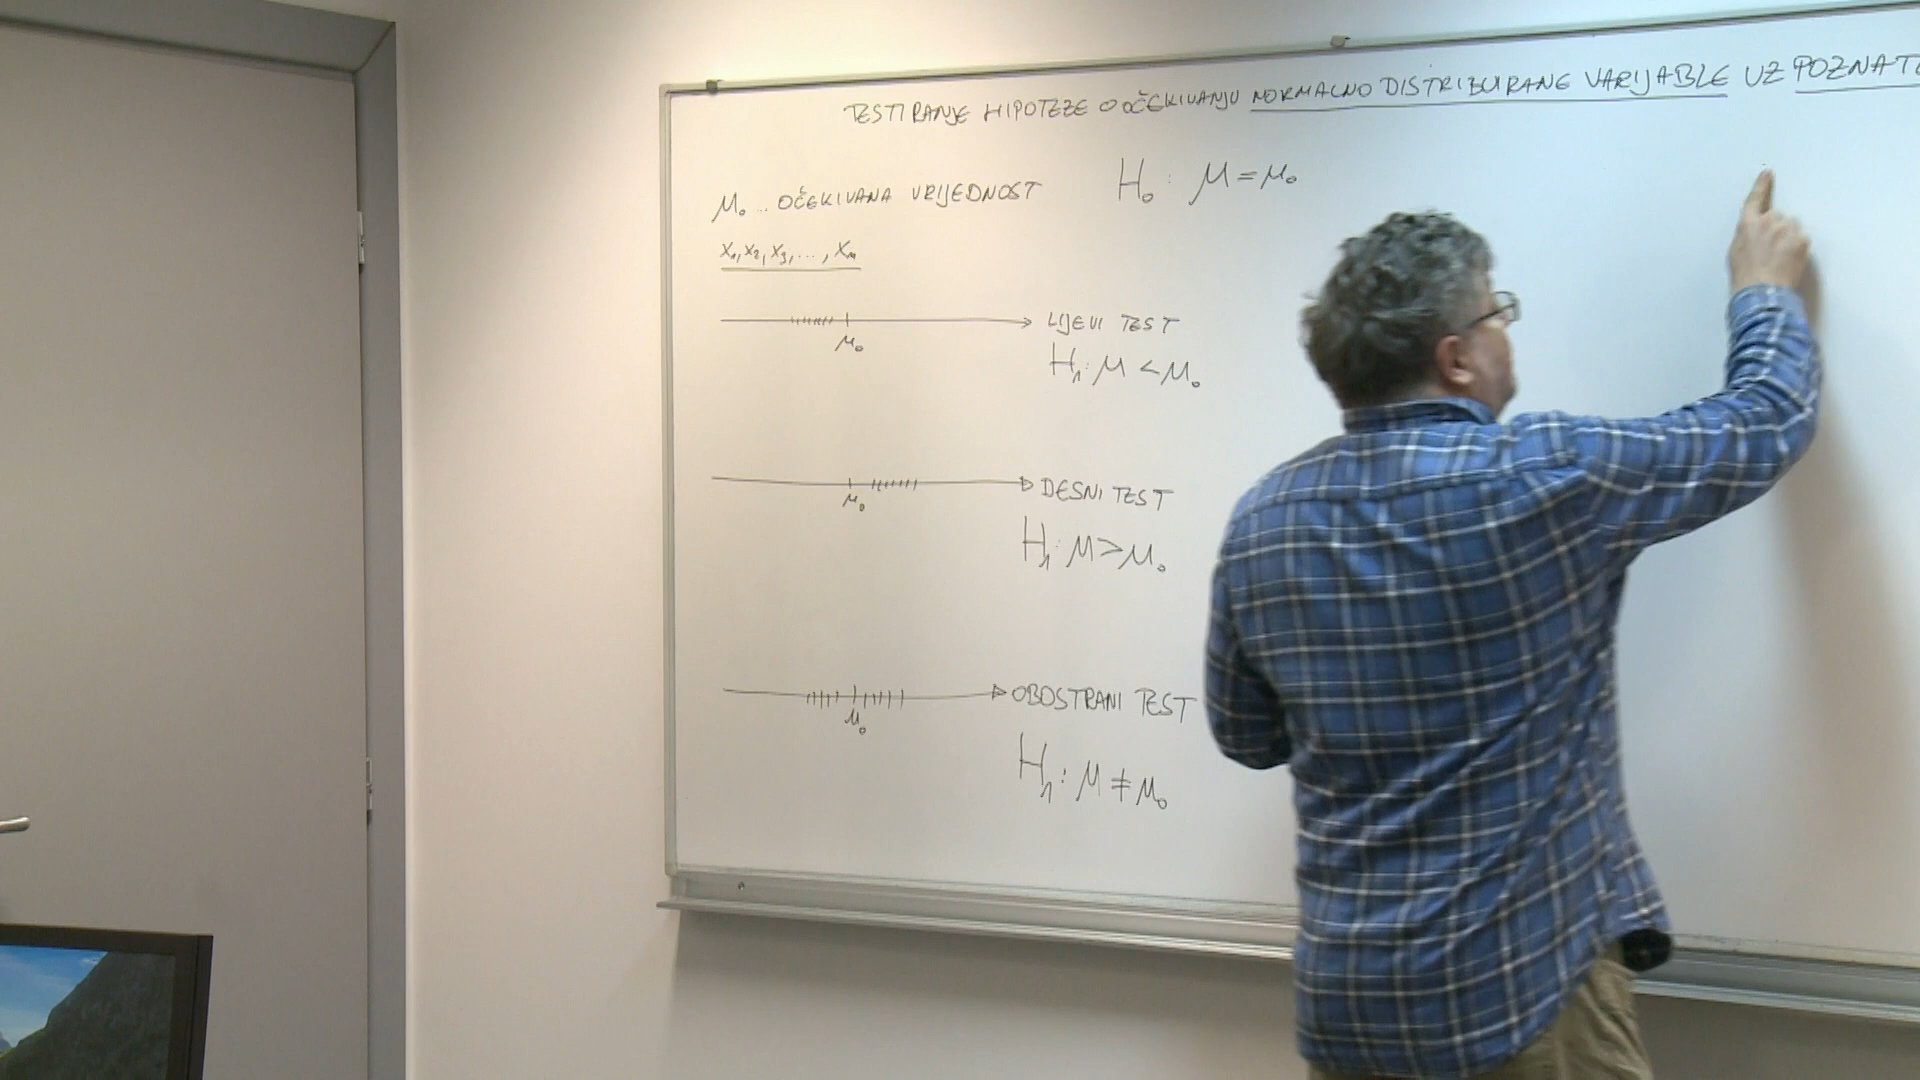 TESTIRANJE HIPOTEZE O OČEKIVANJU NORMALNO DISTRIBUIRANE VARIJABLE UZ
μ₀ .. OČEKIVANA VRIJEDNOST
H₀ : μ = μ₀
x₁, x₂, x₃, ..., xₙ
μ₀
LIJEVI TEST
H₁ : μ < μ₀
μ₀
DESNI TEST
H₁ : μ > μ₀
μ₀
OBOSTRANI TEST
H₁ : μ ≠ μ₀